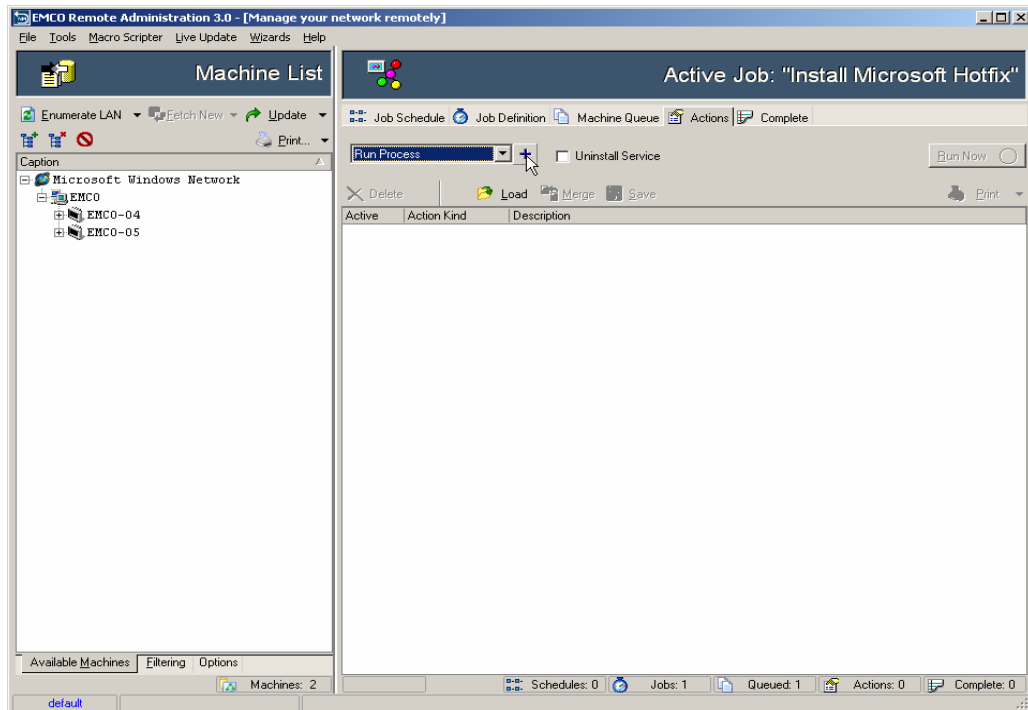 EMCO Remote Administration 3.0 - [Manage your network remotely]
File Tools Macro Scripter Live Update Wizards Help
Machine List
Active Job: "Install Microsoft Hotfix"
Enumerate LAN Fetch New Update
Print...
Job Schedule Job Definition Machine Queue Actions Complete
Run Process
Uninstall Service
Run Now
Delete Load Merge Save Print
Caption
Active Action Kind Description
Microsoft Windows Network
EMCO
EMCO-04
EMCO-05
Available Machines Filtering Options
Machines: 2
Schedules: 0 Jobs: 1 Queued: 1 Actions: 0 Complete: 0
default